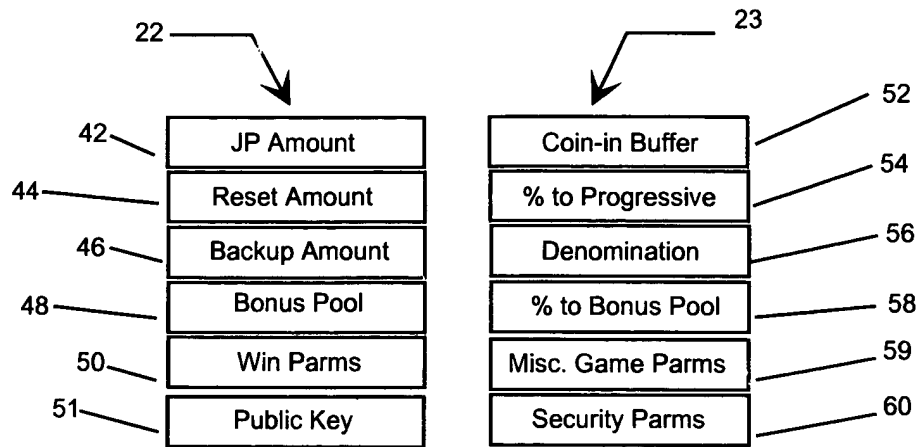 22
23
42
JP Amount
Coin-in Buffer
52
44
Reset Amount
% to Progressive
54
46
Backup Amount
Denomination
56
48
Bonus Pool
% to Bonus Pool
58
50
Win Parms
Misc. Game Parms
59
51
Public Key
Security Parms
60